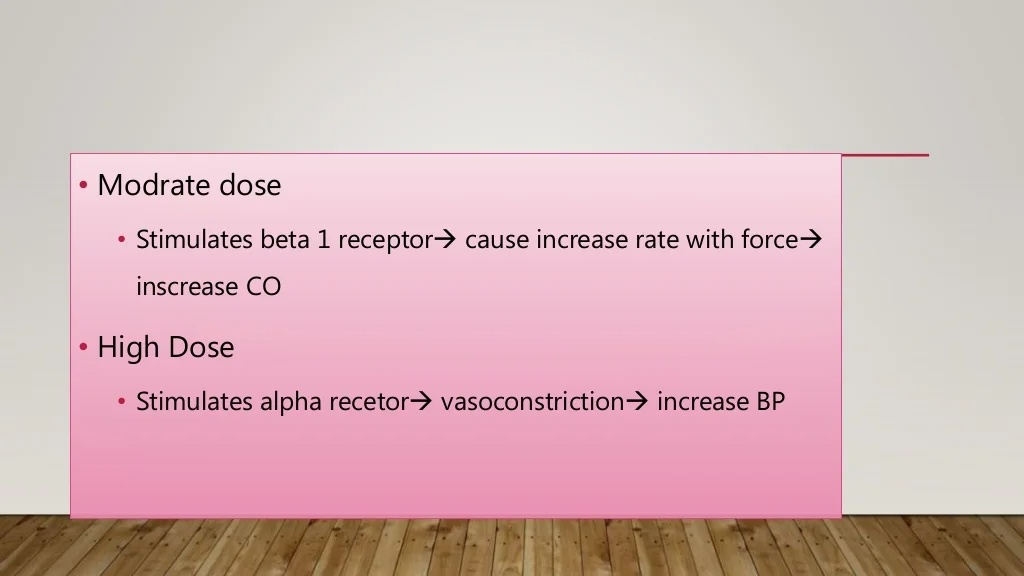 • Modrate dose
• Stimulates beta 1 receptor→ cause increase rate with force→
inscrease CO
• High Dose
• Stimulates alpha recetor→ vasoconstriction→ increase BP